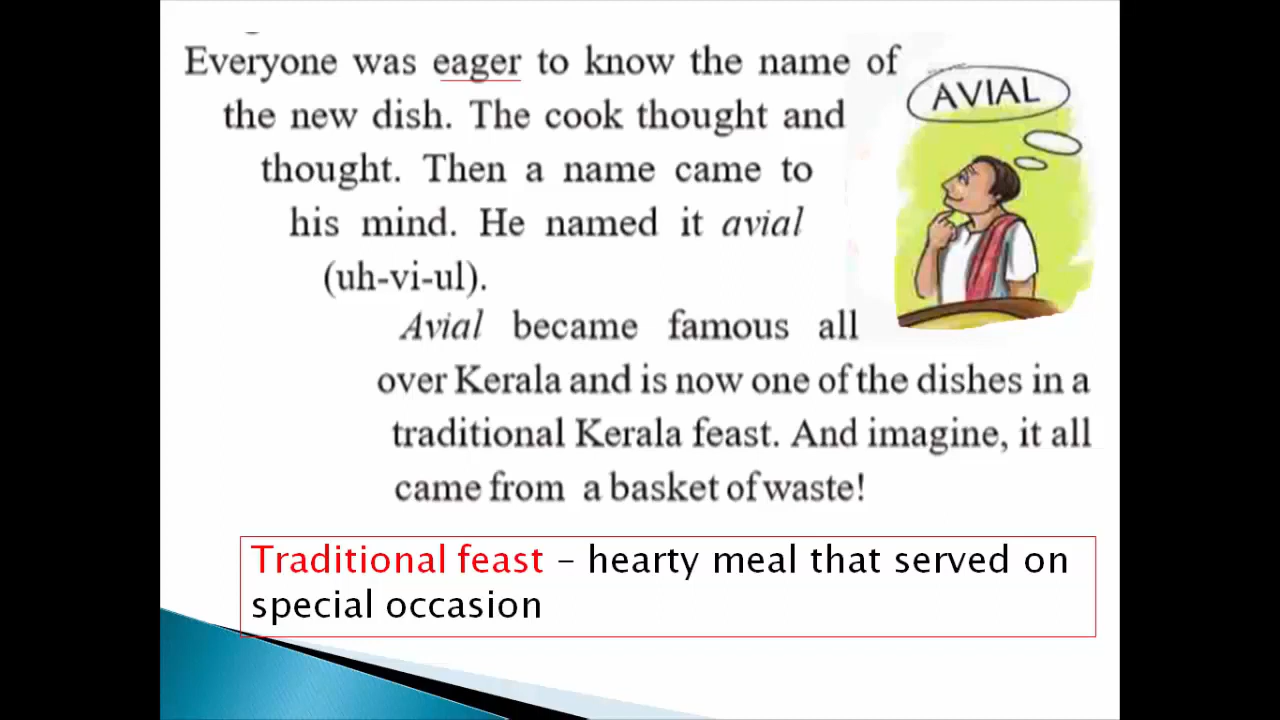 Everyone was eager to know the name of
the new dish. The cook thought and
thought. Then a name came to
his mind. He named it avial
(uh-vi-ul).
AVIAL
Avial became famous all
over Kerala and is now one of the dishes in a
traditional Kerala feast. And imagine, it all
came from a basket of waste!
Traditional feast – hearty meal that served on
special occasion